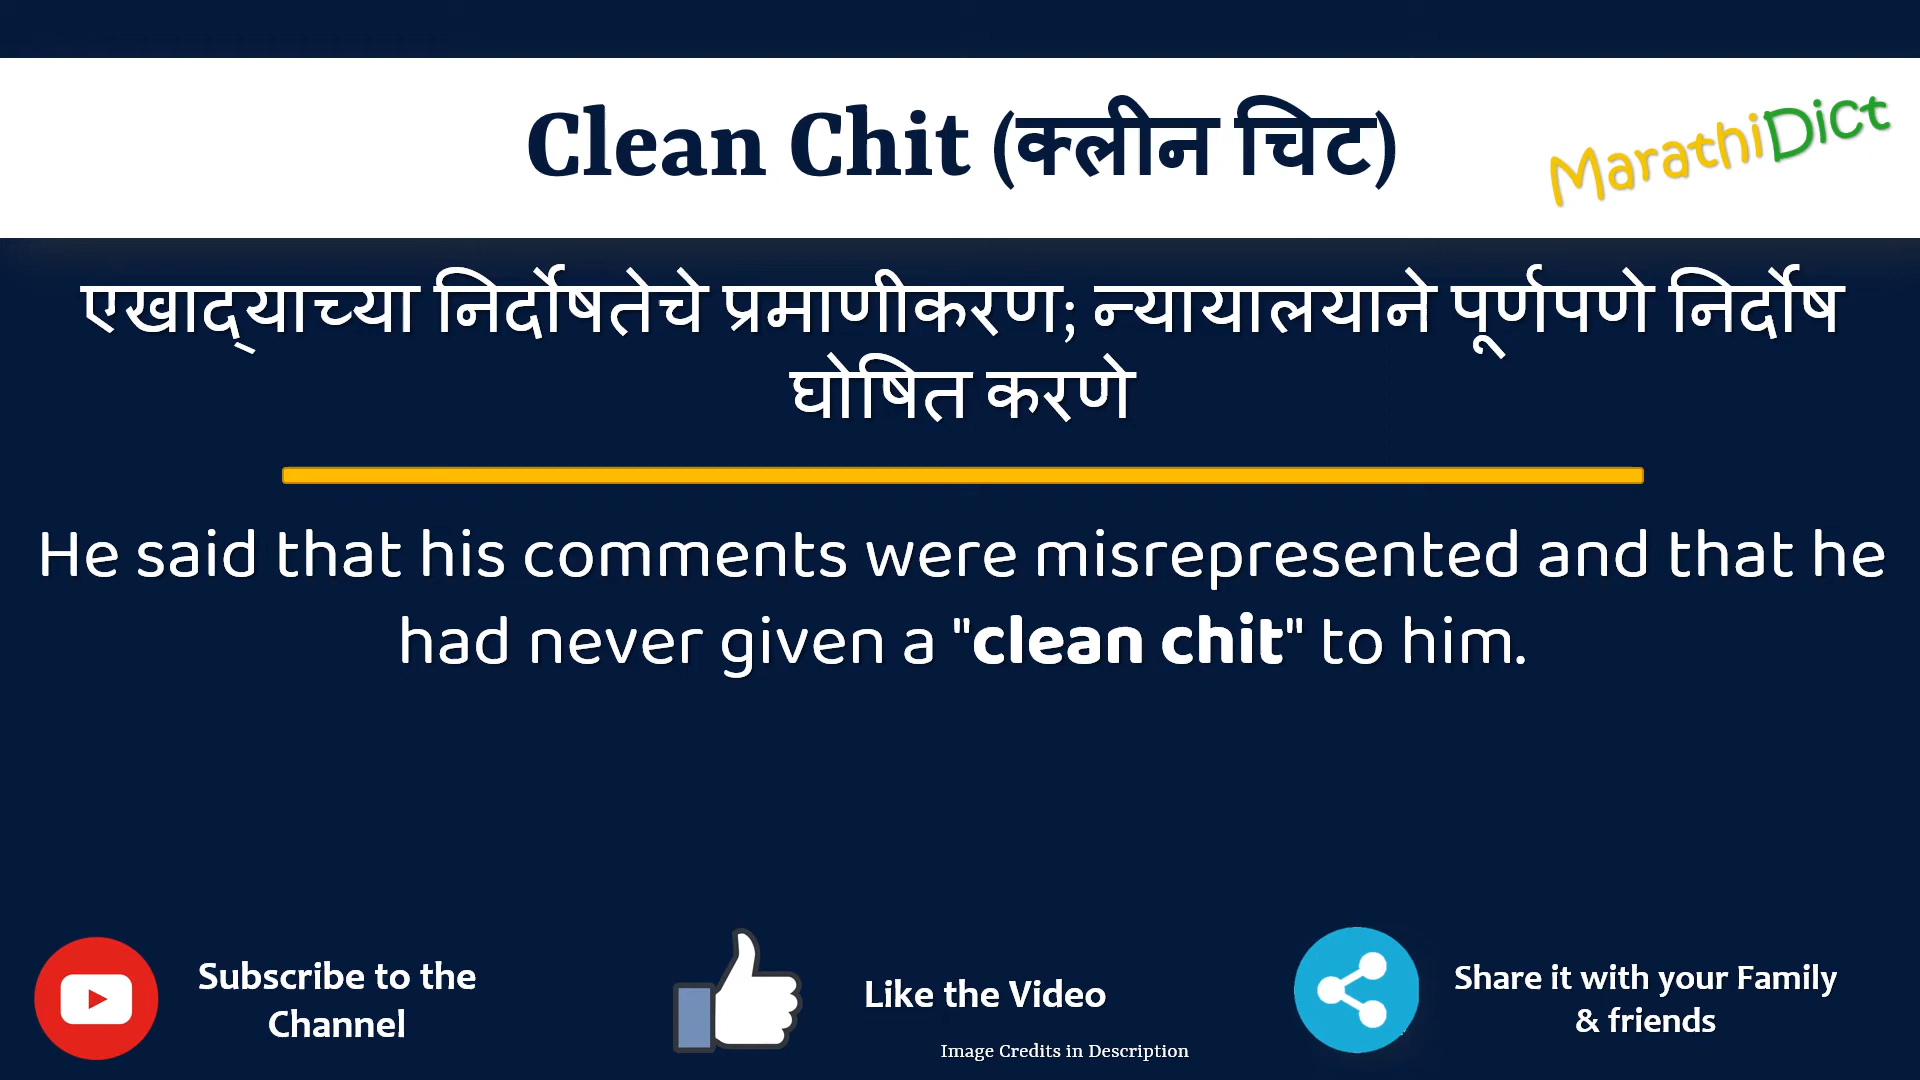 Clean Chit (क्लीन चिट)
MarathiDict
एखाद्याच्या निर्दोषतेचे प्रमाणीकरण; न्यायालयाने पूर्णपणे निर्दोष
घोषित करणे
He said that his comments were misrepresented and that he
had never given a "clean chit" to him.
Subscribe to the
Channel
Like the Video
Share it with your Family
& friends
Image Credits in Description